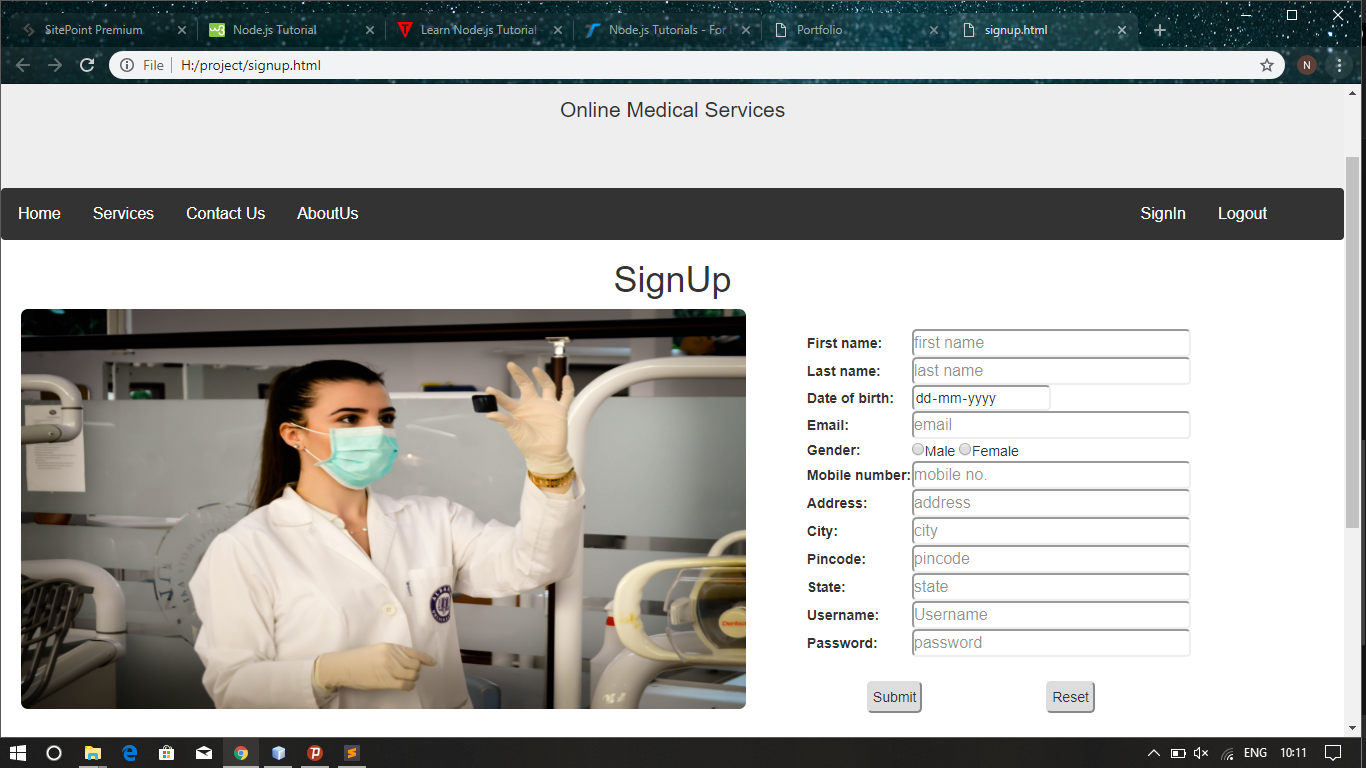 SitePoint Premium
Node.js Tutorial
Learn Nodejs Tutorial
Node.js Tutorials - For
Portfolio
signup.html
File
H:/project/signup.html
N
Online Medical Services
Home
Services
Contact Us
AboutUs
SignIn
Logout
SignUp
First name: first name
Last name: last name
Date of birth: dd-mm-yyyy
Email: email
Gender: Male Female
Mobile number: mobile no.
Address: address
City: city
Pincode: pincode
State: state
Username: Username
Password: password
Submit
Reset
ENG
10:11